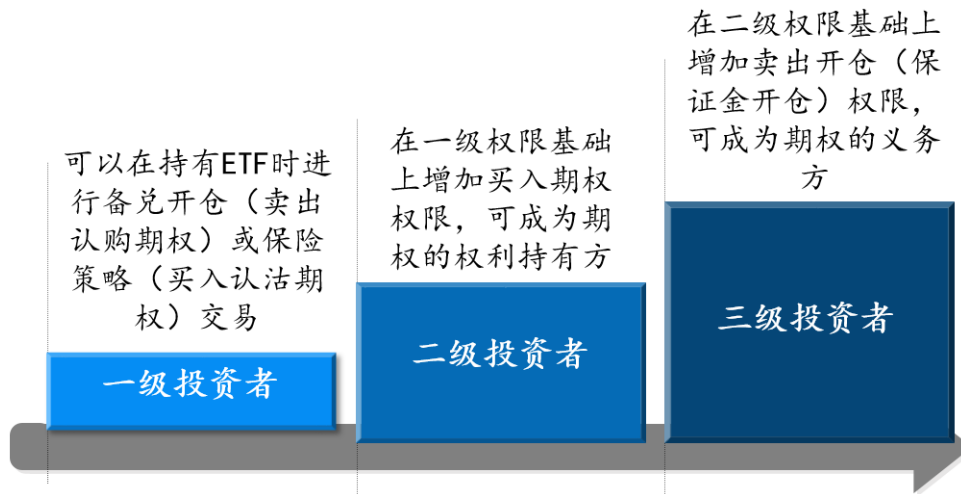 可以在持有ETF时进
行备兑开仓（卖出
认购期权）或保险
策略（买入认沽期
权）交易
一级投资者
在一级权限基础
上增加买入期权
权限，可成为期
权的权利持有方
二级投资者
在二级权限基础上
增加卖出开仓（保
证金开仓）权限，
可成为期权的义务
方
三级投资者